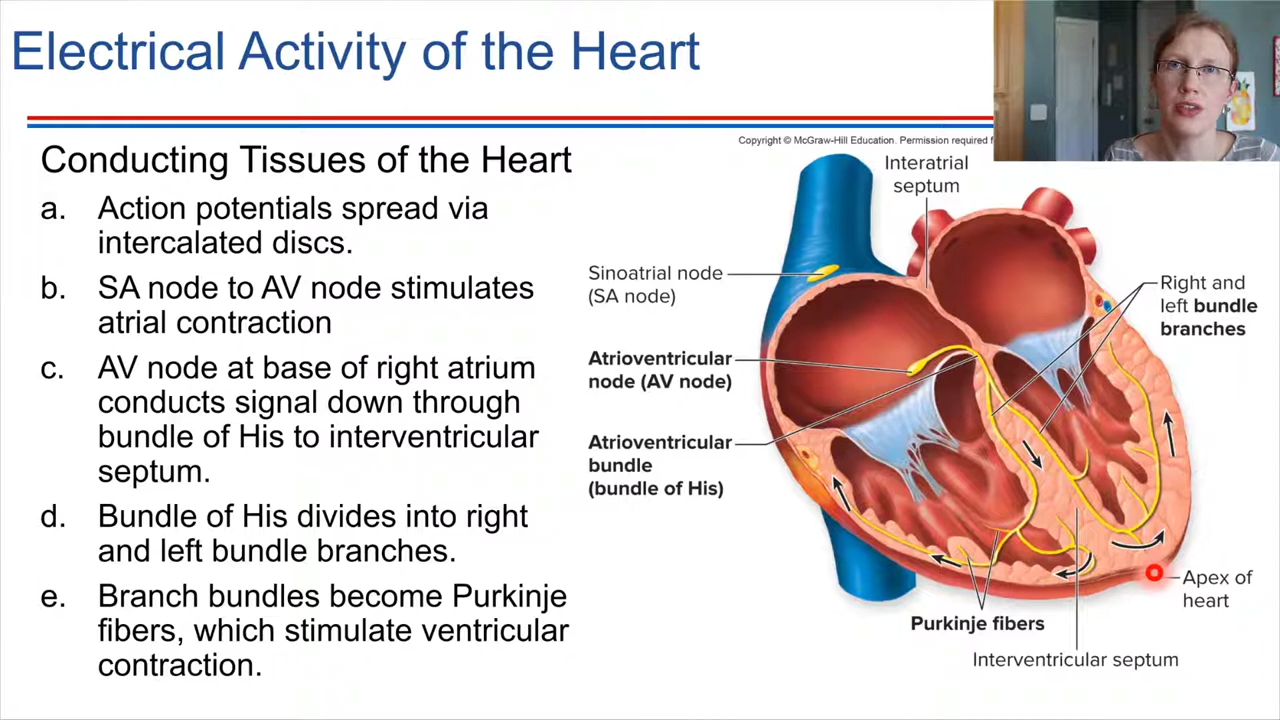 Electrical Activity of the Heart
Conducting Tissues of the Heart
a. Action potentials spread via
intercalated discs.
b. SA node to AV node stimulates
atrial contraction
c. AV node at base of right atrium
conducts signal down through
bundle of His to interventricular
septum.
d. Bundle of His divides into right
and left bundle branches.
e. Branch bundles become Purkinje
fibers, which stimulate ventricular
contraction.
Copyright © McGraw-Hill Education. Permission required
Interatrial
septum
Sinoatrial node
(SA node)
Right and
left bundle
branches
Atrioventricular
node (AV node)
Atrioventricular
bundle
(bundle of His)
Apex of
heart
Purkinje fibers
Interventricular septum